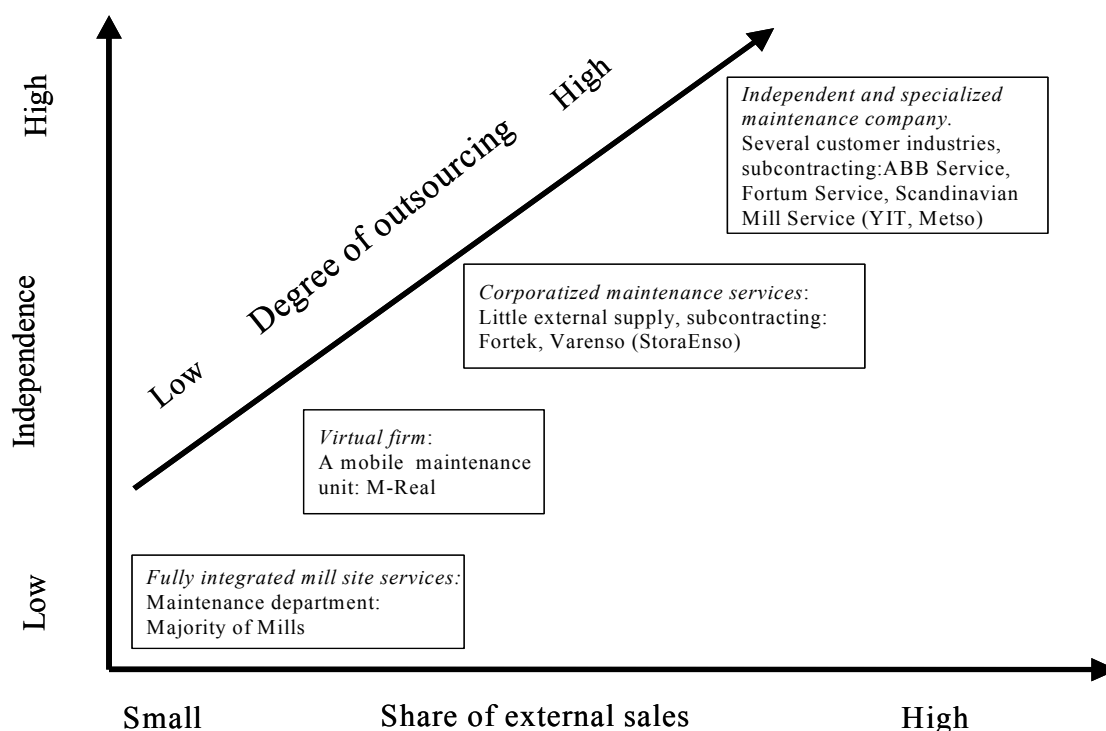 High
Independence
Low
Low Degree of outsourcing High
Independent and specialized
maintenance company.
Several customer industries,
subcontracting:ABB Service,
Fortum Service, Scandinavian
Mill Service (YIT, Metso)
Corporatized maintenance services:
Little external supply, subcontracting:
Fortek, Varenso (StoraEnso)
Virtual firm:
A mobile maintenance
unit: M-Real
Fully integrated mill site services:
Maintenance department:
Majority of Mills
Small Share of external sales High